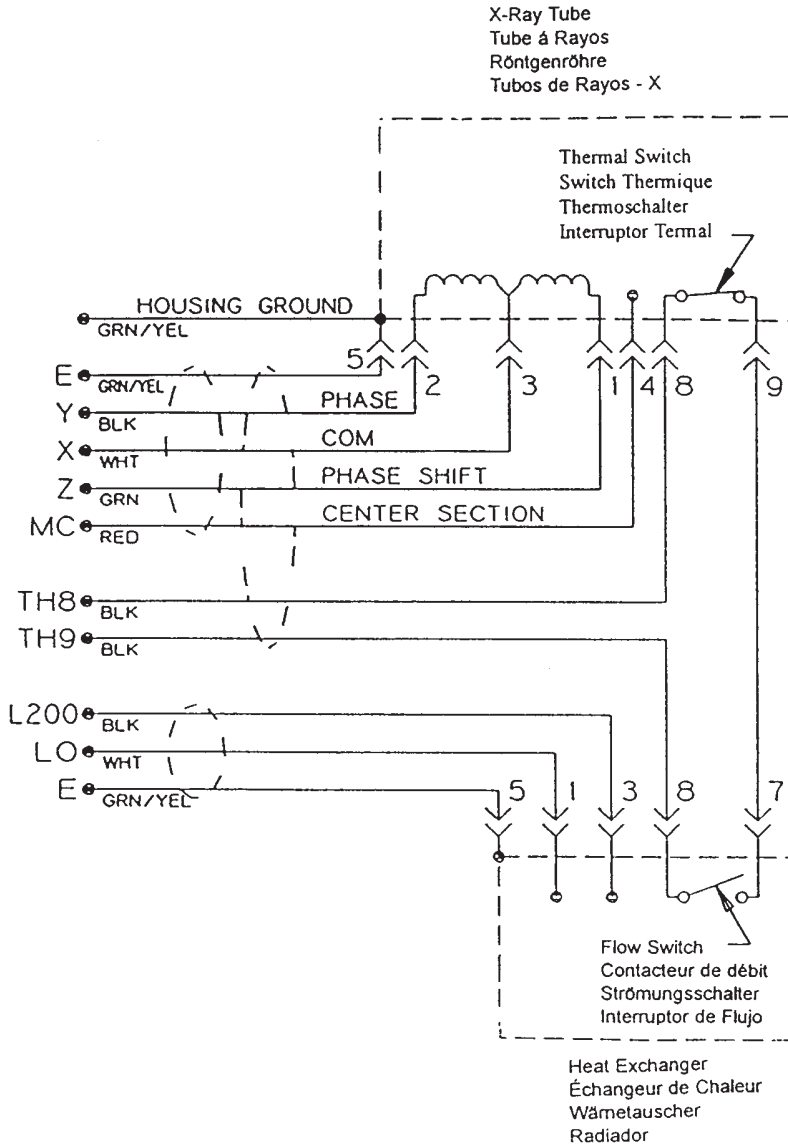 X-Ray Tube
Tube á Rayos
Röntgenröhre
Tubos de Rayos - X
Thermal Switch
Switch Thermique
Thermoschalter
Interruptor Termal
HOUSING GROUND
GRN/YEL
5 2 3 1 4 8 9
E GRN/YEL
Y BLK PHASE
X WHT COM
Z GRN PHASE SHIFT
MC RED CENTER SECTION
TH8 BLK
TH9 BLK
L200 BLK
LO WHT
E GRN/YEL
5 1 3 8 7
Flow Switch
Contacteur de débit
Strömungsschalter
Interruptor de Flujo
Heat Exchanger
Échangeur de Chaleur
Wärnetauscher
Radiador